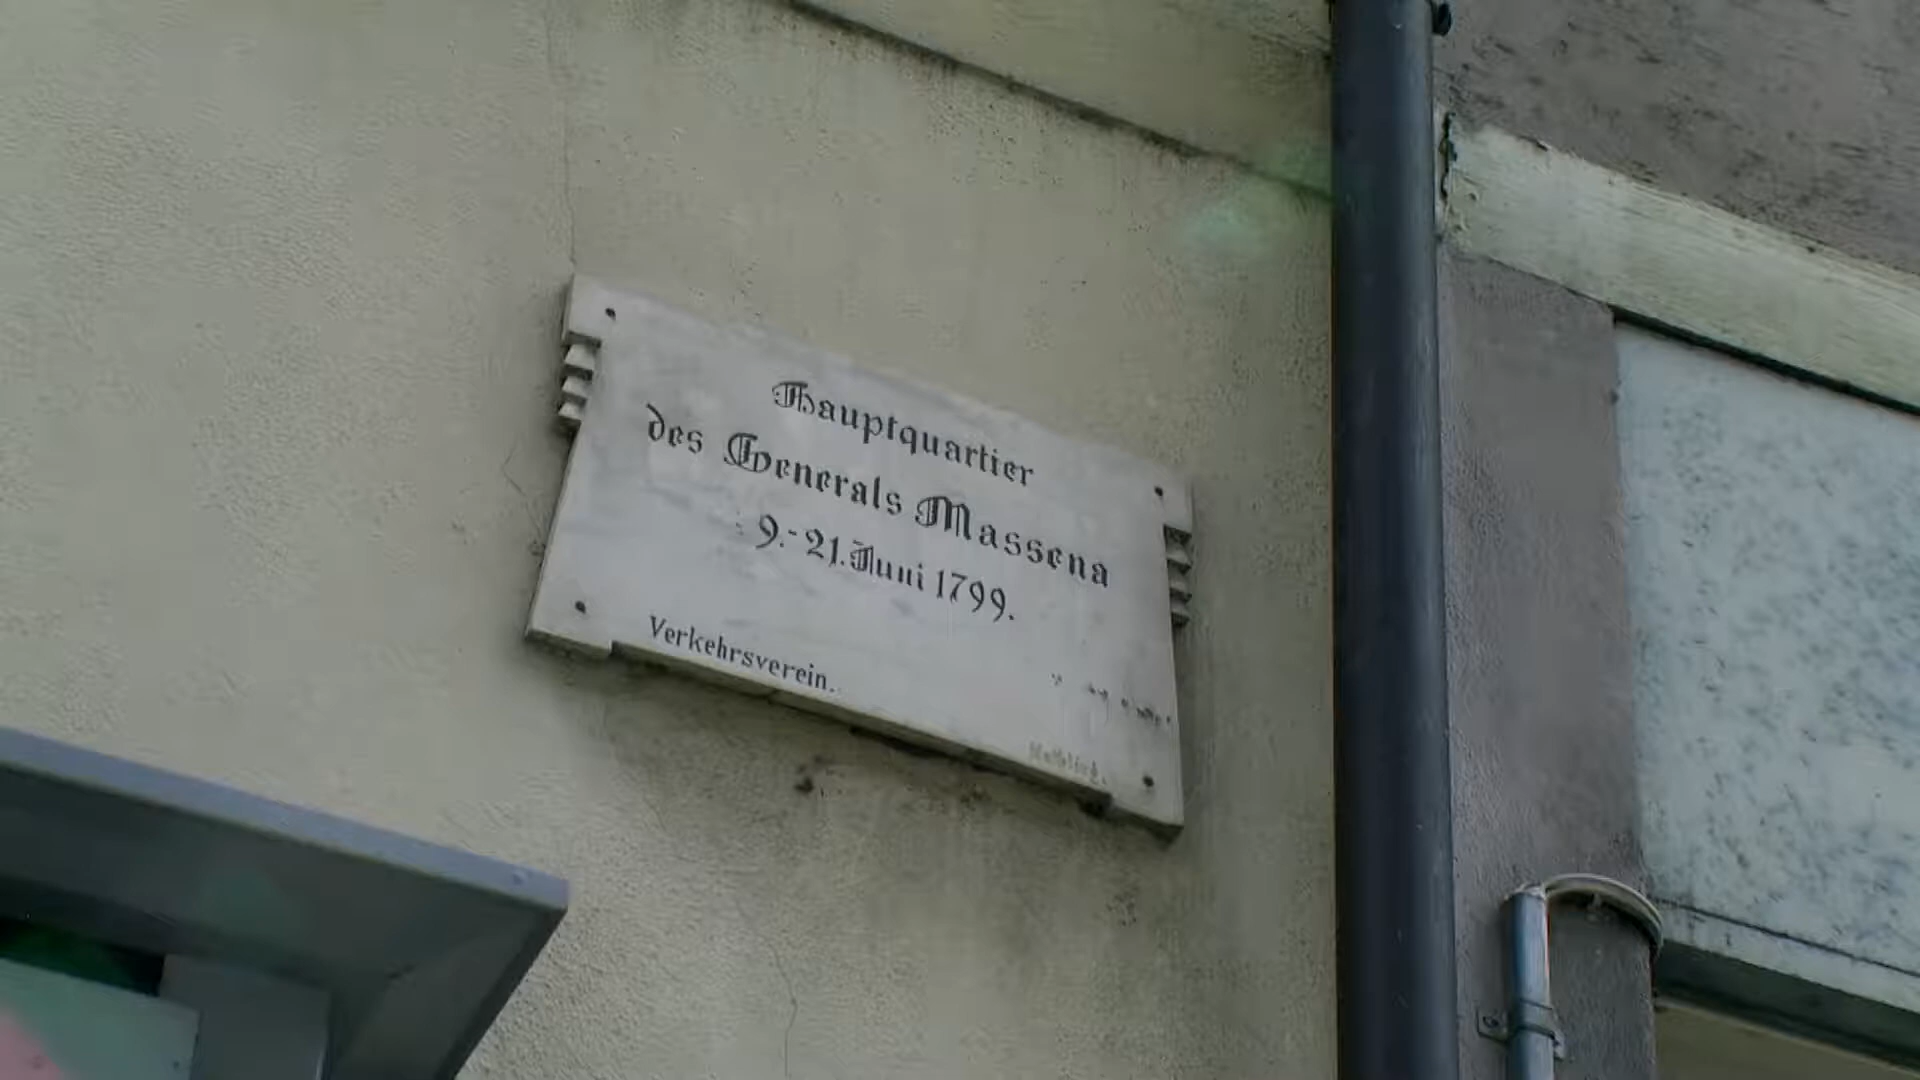 Hauptquartier
des Generals Massena
9.-21. Juni 1799.
Verkehrsverein.